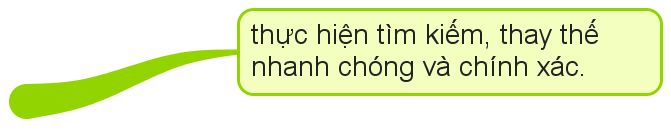 thực hiện tìm kiếm, thay thế
nhanh chóng và chính xác.